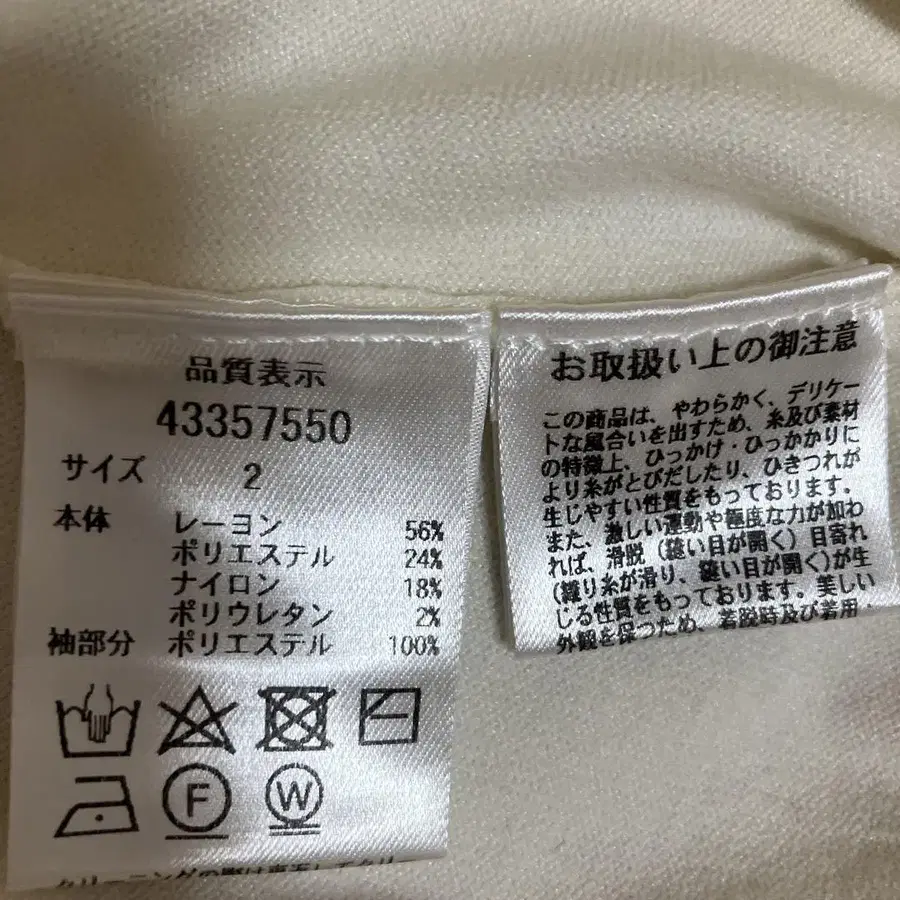 品質表示
43357550
サイズ 2
本体 レーヨン 56%
ポリエステル 24%
ナイロン 18%
ポリウレタン 2%
袖部分 ポリエステル 100%
F W
お取扱い上の御注意
この商品は、やわらかく、デリケー
トな風合いを出すため、糸及び素材
の特徴上、ひっかけ・ひっかかりに
より糸がとびだしたり、ひきつれが
生じやすい性質をもっております。
また、激しい運動や極度な力が加わ
れば、滑脱(縫い目が開く)目寄れ
(織り糸が滑り、縫い目が開く)が生
じる性質をもっております。美しい
外観を保つため、着脱時及び着用